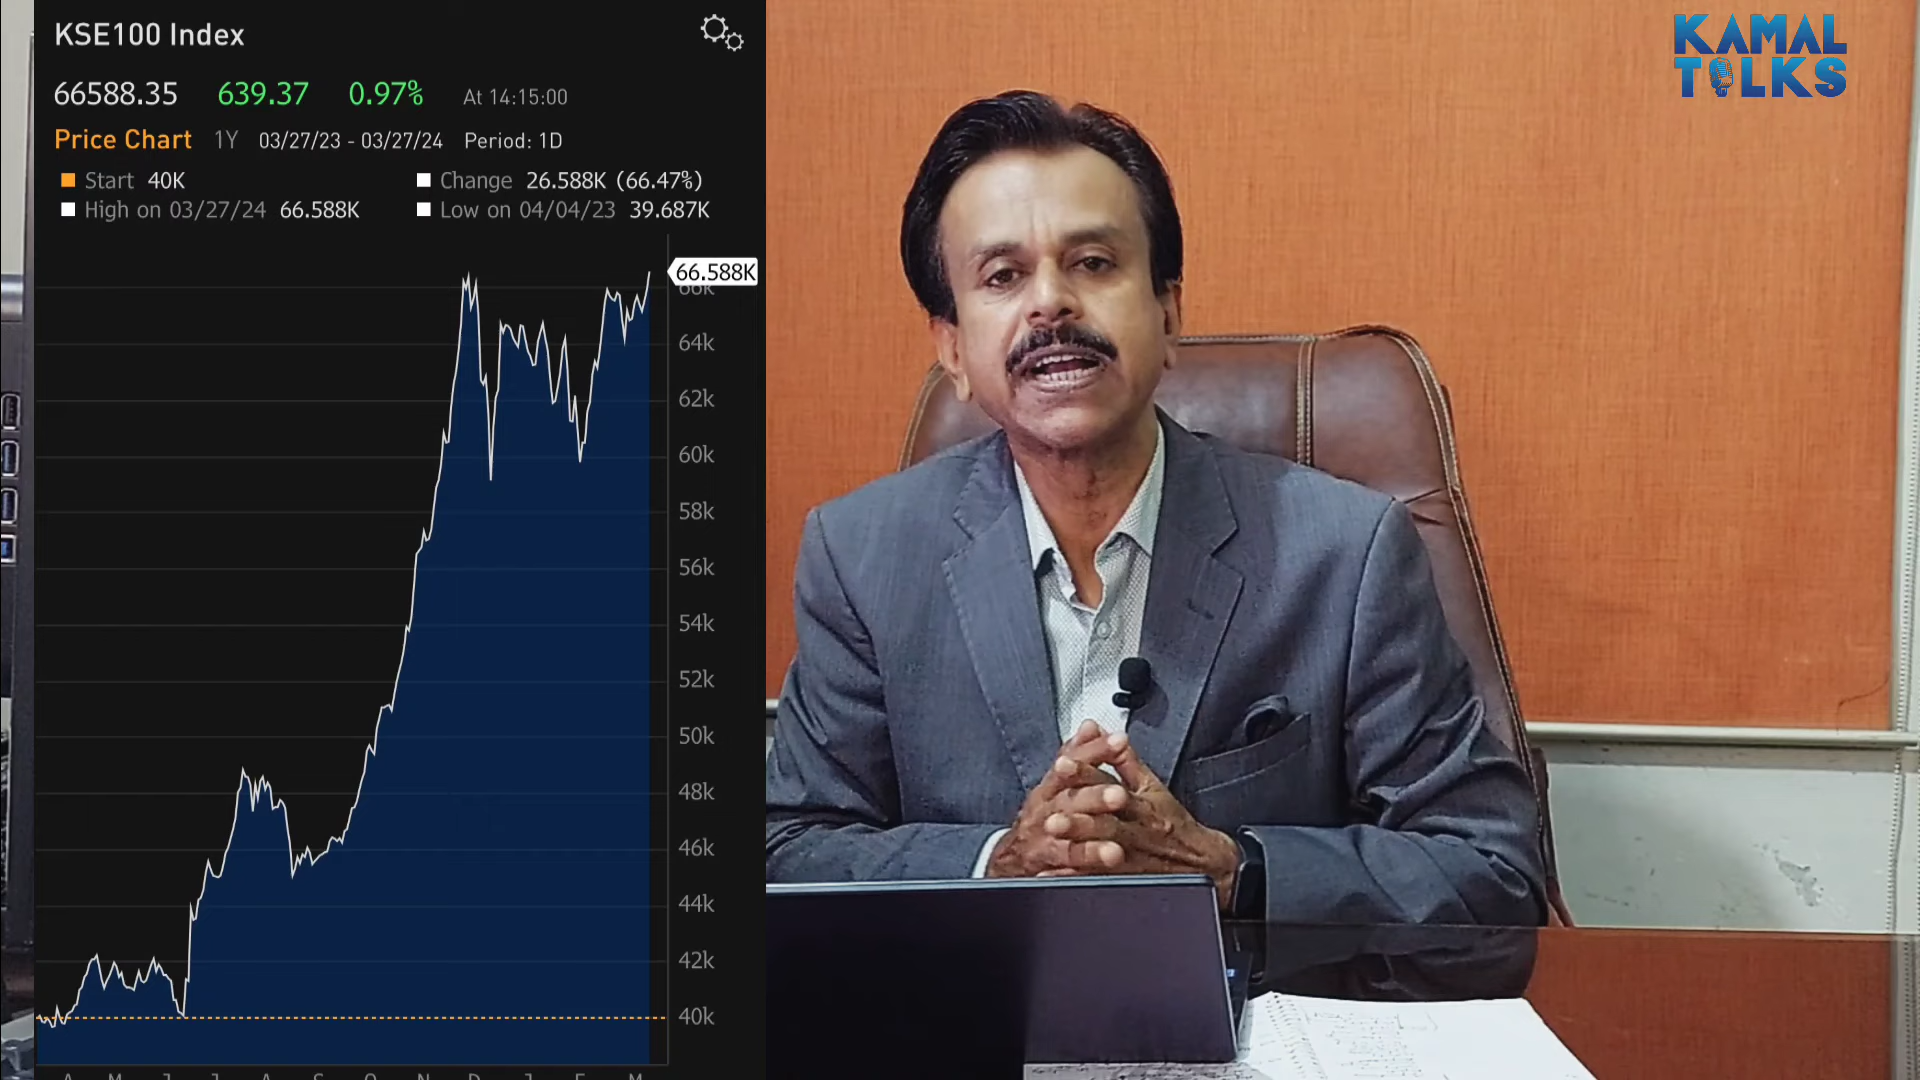 KSE100 Index
66588.35 639.37 0.97% At 14:15:00
Price Chart 1Y 03/27/23 - 03/27/24 Period: 1D
Start 40K Change 26.588K (66.47%)
High on 03/27/24 66.588K Low on 04/04/23 39.687K
66.588K
66k
64k
62k
60k
58k
56k
54k
52k
50k
48k
46k
44k
42k
40k
A M J J A S O N D J F M
KAMAL
TALKS